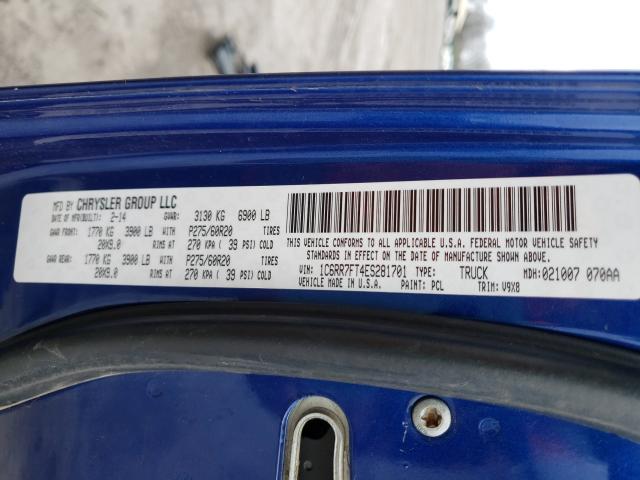 MFD BY CHRYSLER GROUP LLC
DATE OF MFR(BUILT): 2-14 GVWR: 3130 KG 6900 LB
GAWR FRONT: 1770 KG 3900 LB WITH P275/60R20 TIRES
20X9.0 RIMS AT 270 KPA ( 39 PSI) COLD
GAWR REAR: 1770 KG 3900 LB WITH P275/60R20 TIRES
20X9.0 RIMS AT 270 KPA ( 39 PSI) COLD
THIS VEHICLE CONFORMS TO ALL APPLICABLE U.S.A. FEDERAL MOTOR VEHICLE SAFETY
STANDARDS IN EFFECT ON THE DATE OF MANUFACTURE SHOWN ABOVE
VIN: 1C6RR7FT4ES281701 TYPE: TRUCK MDH:021007 070AA
VEHICLE MADE IN U.S.A. PAINT: PCL TRIM: V9X8